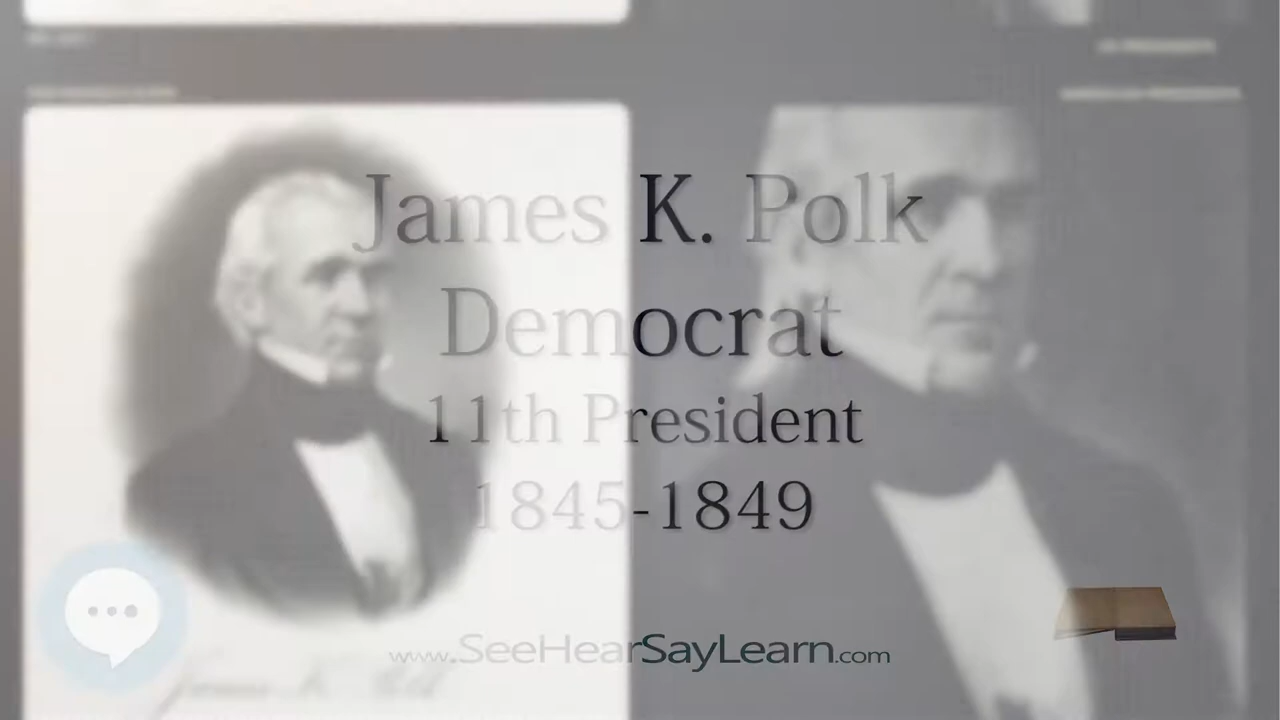 James K. Polk
Democrat
11th President
1845-1849
www.SeeHearSayLearn.com